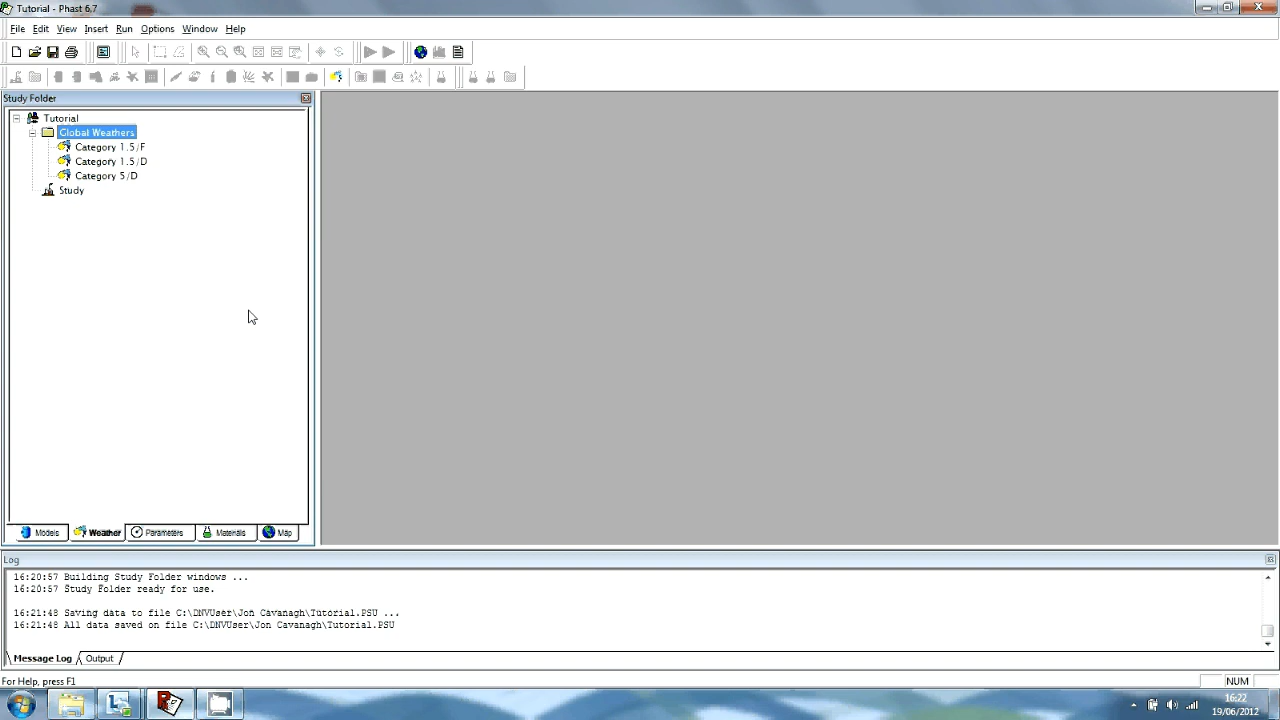 Tutorial - Phast 6.7
File Edit View Insert Run Options Window Help
Study Folder
Tutorial
Global Weathers
Category 1.5/F
Category 1.5/D
Category 5/D
Study
Models Weather Parameters Materials Map
Log
16:20:57 Building Study Folder windows ...
16:20:57 Study Folder ready for use.
16:21:48 Saving data to file C:\DNVUser\Jon Cavanagh\Tutorial.PSU ...
16:21:48 All data saved on file C:\DNVUser\Jon Cavanagh\Tutorial.PSU
Message Log Output
For Help, press F1
NUM
16:22
19/06/2012